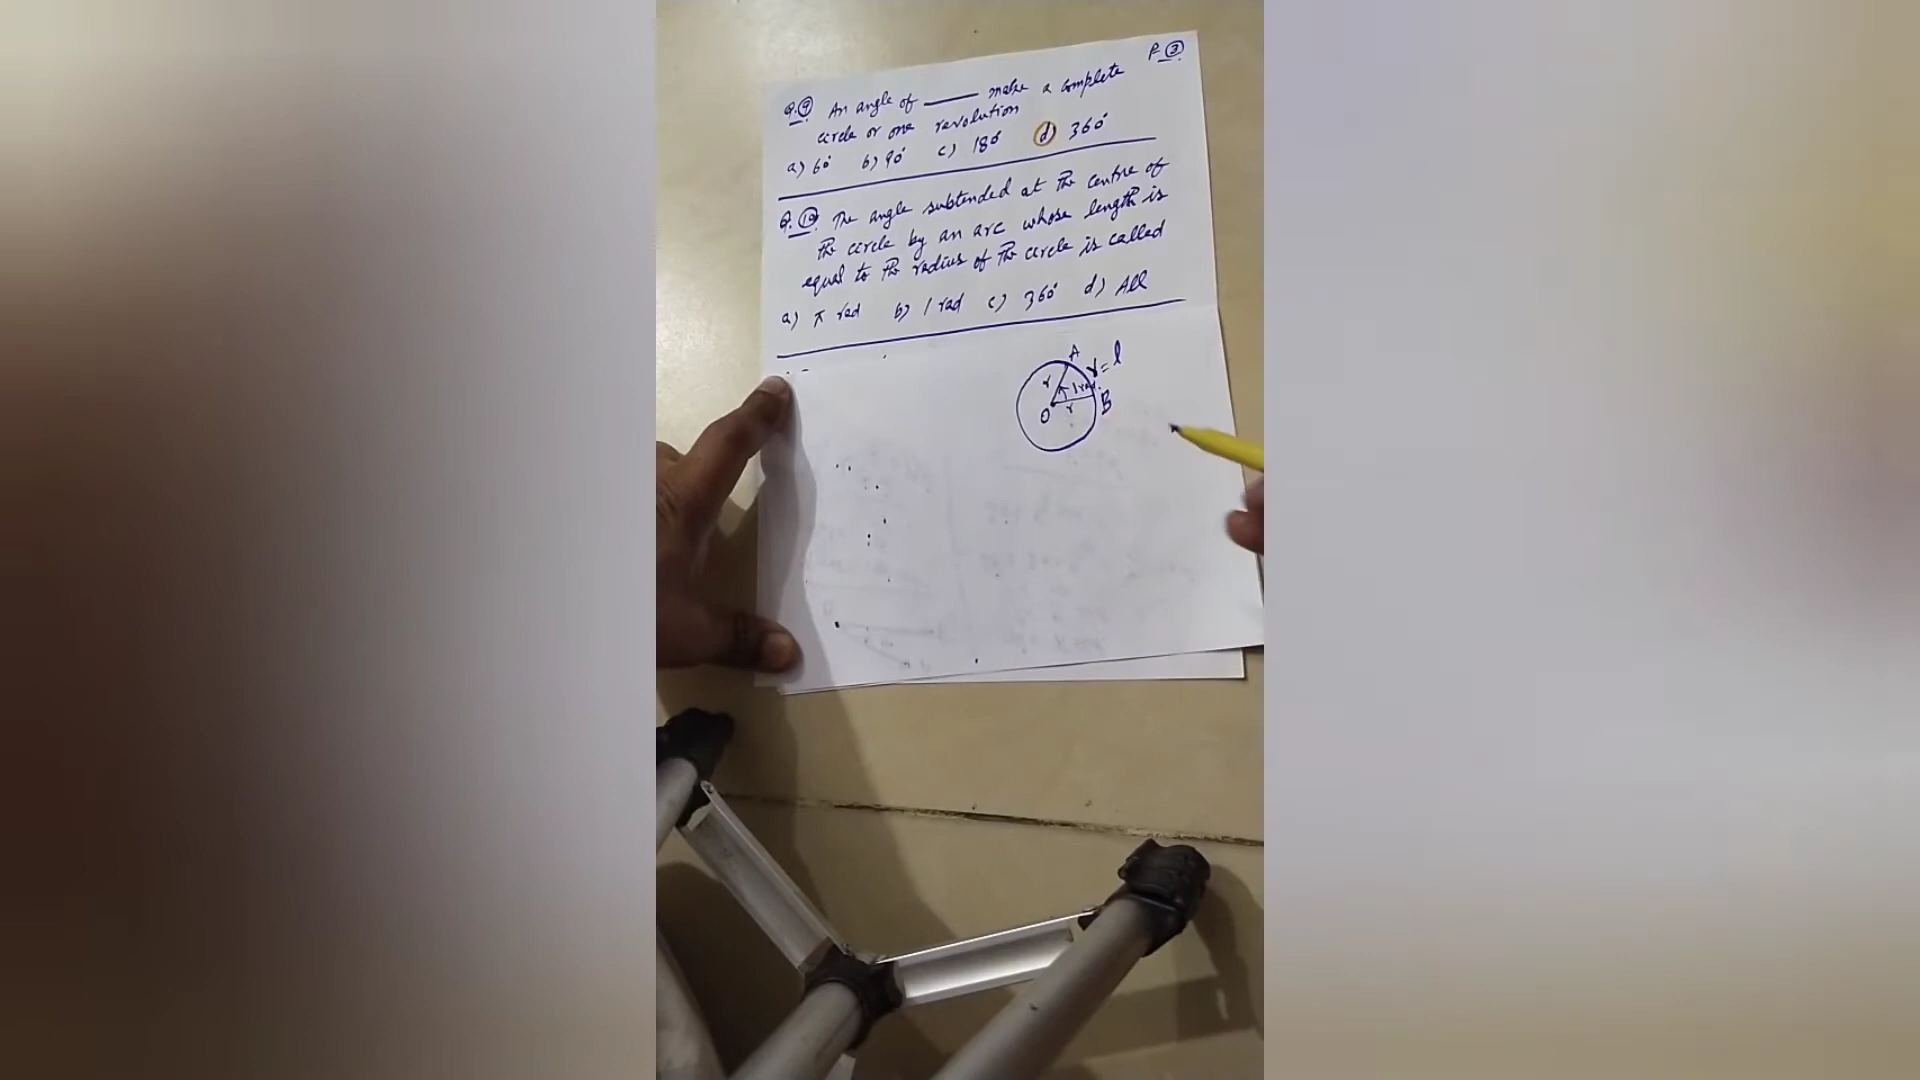 P-③
Q.⑨ An angle of ____ make a complete
circle or one revolution
a) 60° b) 90° c) 180° d) 360°
Q.⑩ The angle subtended at the centre of
the circle by an arc whose length is
equal to the radius of the circle is called
a) π rad b) 1 rad c) 360° d) All
A
r = l
r 1 rad.
O r B